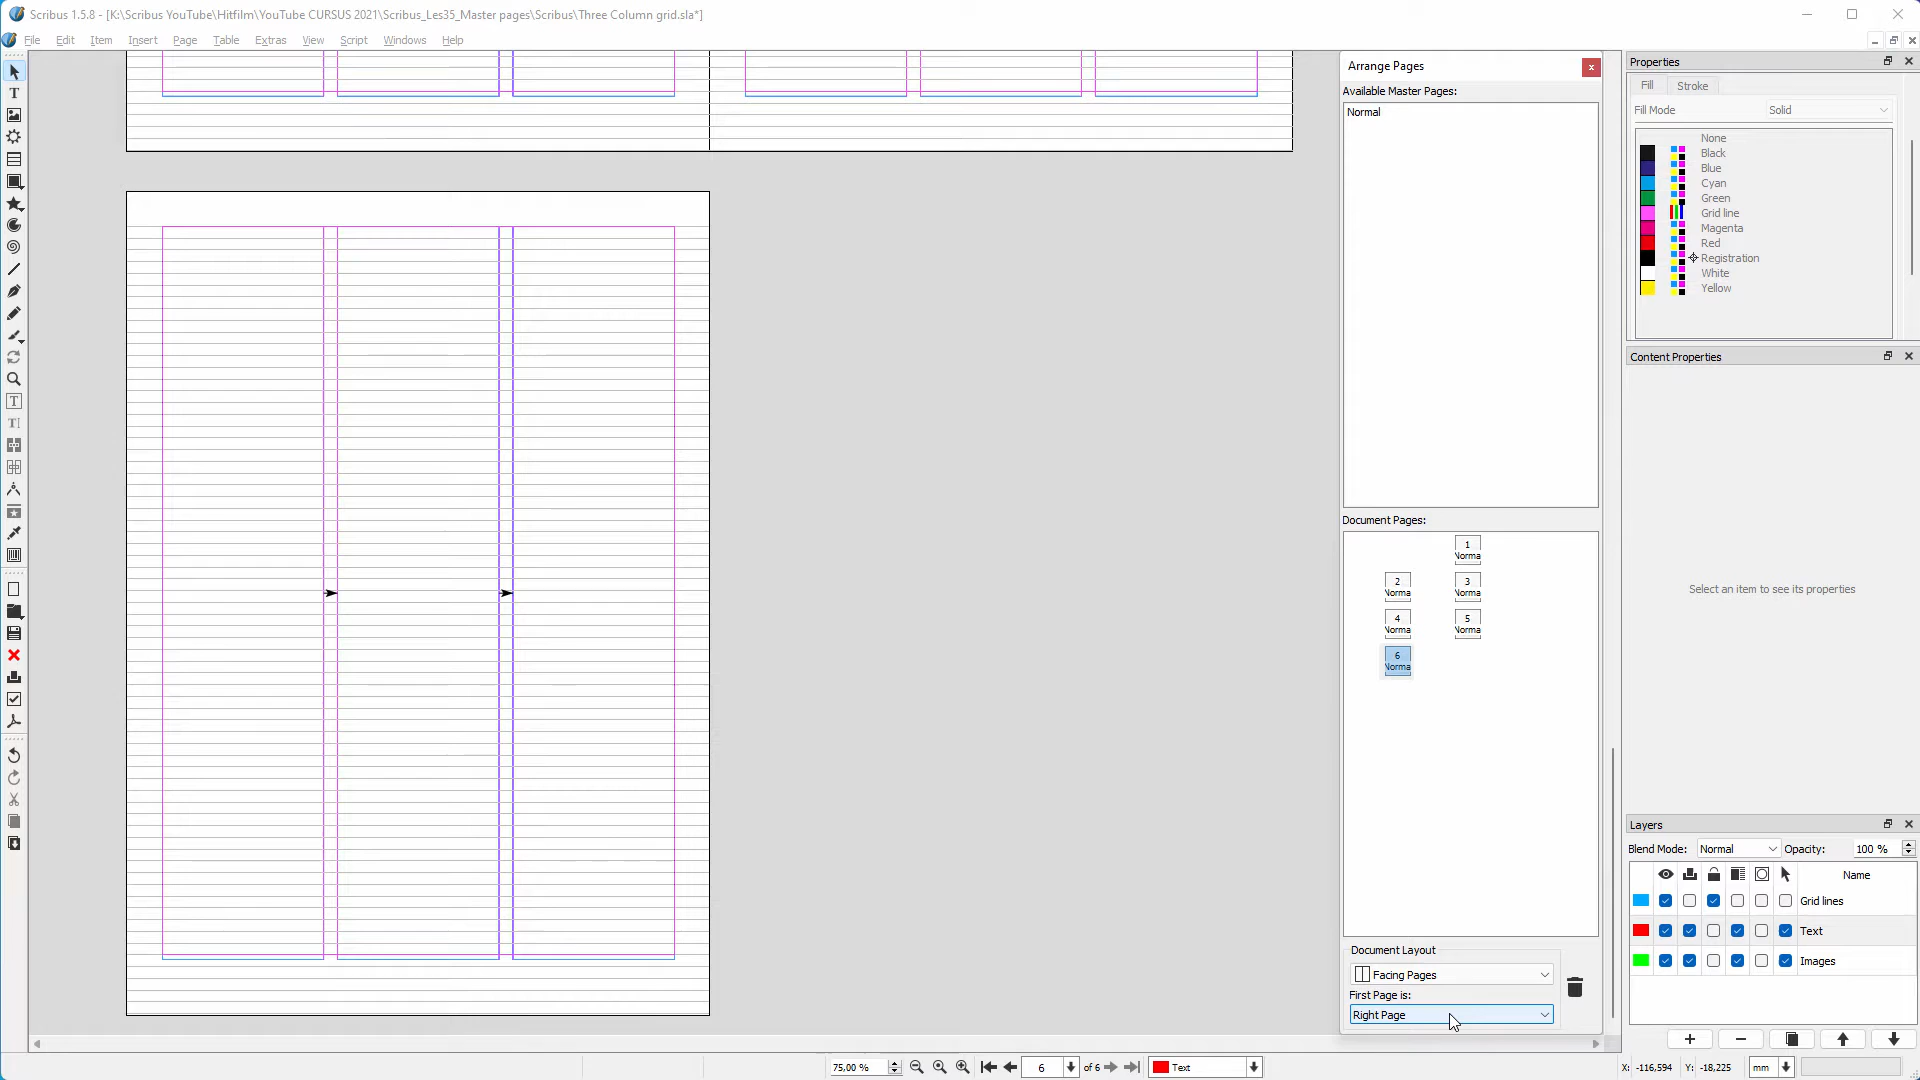 Scribus 1.5.8 - [K:\Scribus YouTube\Hitfilm\YouTube CURSUS 2021\Scribus_Les35_Master pages\Scribus\Three Column grid.sla*]
File Edit Item Insert Page Table Extras View Script Windows Help
Arrange Pages
Available Master Pages:
Normal
Document Pages:
1
Norma
2
Norma
3
Norma
4
Norma
5
Norma
6
Norma
Document Layout
Facing Pages
First Page is:
Right Page
Properties
Fill
Stroke
Fill Mode
Solid
None
Black
Blue
Cyan
Green
Grid line
Magenta
Red
Registration
White
Yellow
Content Properties
Select an item to see its properties
Layers
Blend Mode: Normal Opacity: 100 %
Name
Grid lines
Text
Images
75,00 %
6
of 6
Text
X: -116,594 Y: -18,225 mm